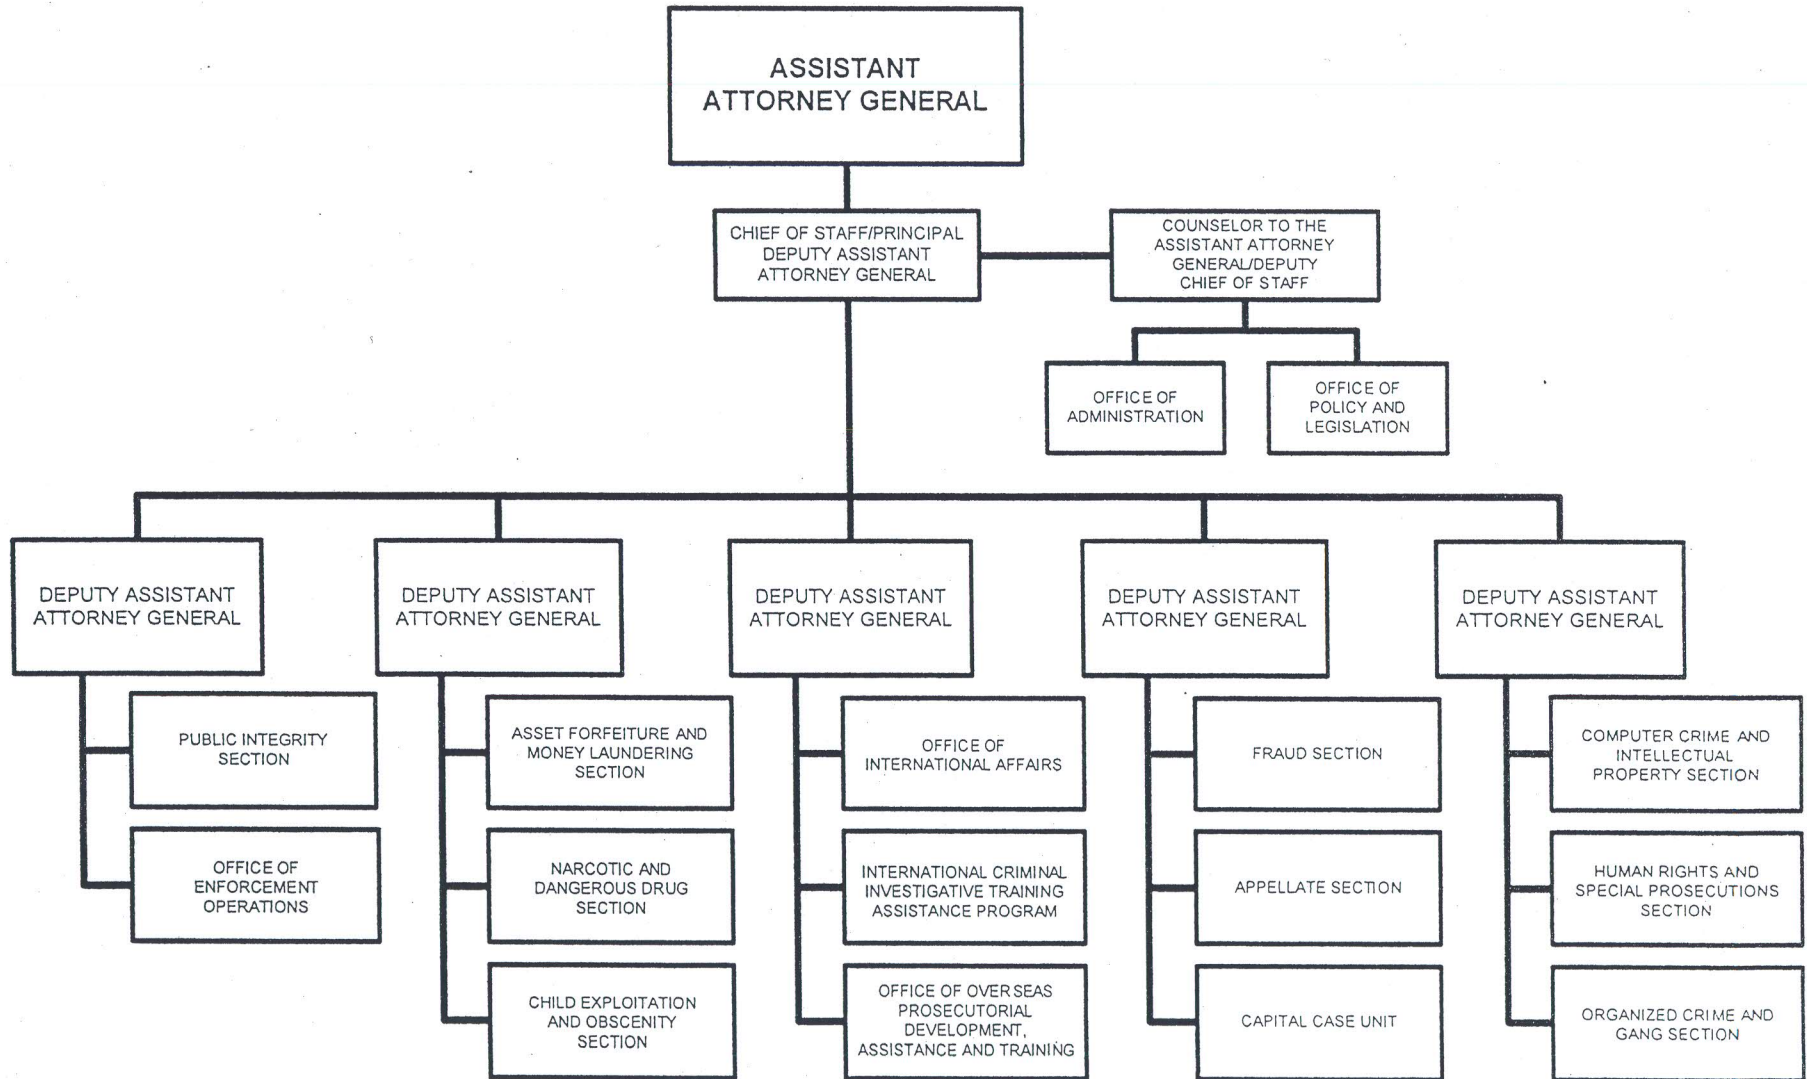 ASSISTANT
ATTORNEY GENERAL
CHIEF OF STAFF/PRINCIPAL
DEPUTY ASSISTANT
ATTORNEY GENERAL
COUNSELOR TO THE
ASSISTANT ATTORNEY
GENERAL/DEPUTY
CHIEF OF STAFF
OFFICE OF
ADMINISTRATION
OFFICE OF
POLICY AND
LEGISLATION
DEPUTY ASSISTANT
ATTORNEY GENERAL
DEPUTY ASSISTANT
ATTORNEY GENERAL
DEPUTY ASSISTANT
ATTORNEY GENERAL
DEPUTY ASSISTANT
ATTORNEY GENERAL
DEPUTY ASSISTANT
ATTORNEY GENERAL
PUBLIC INTEGRITY
SECTION
OFFICE OF
ENFORCEMENT
OPERATIONS
ASSET FORFEITURE AND
MONEY LAUNDERING
SECTION
NARCOTIC AND
DANGEROUS DRUG
SECTION
CHILD EXPLOITATION
AND OBSCENITY
SECTION
OFFICE OF
INTERNATIONAL AFFAIRS
INTERNATIONAL CRIMINAL
INVESTIGATIVE TRAINING
ASSISTANCE PROGRAM
OFFICE OF OVERSEAS
PROSECUTORIAL
DEVELOPMENT,
ASSISTANCE AND TRAINING
FRAUD SECTION
APPELLATE SECTION
CAPITAL CASE UNIT
COMPUTER CRIME AND
INTELLECTUAL
PROPERTY SECTION
HUMAN RIGHTS AND
SPECIAL PROSECUTIONS
SECTION
ORGANIZED CRIME AND
GANG SECTION